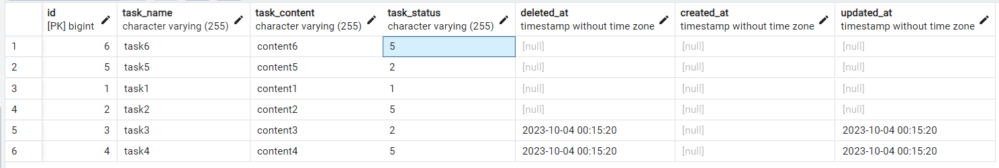 id task_name task_content task_status deleted_at created_at updated_at
[PK] bigint character varying (255) character varying (255) character varying (255) timestamp without time zone timestamp without time zone timestamp without time zone
1 6 task6 content6 5 [null] [null] [null]
2 5 task5 content5 2 [null] [null] [null]
3 1 task1 content1 1 [null] [null] [null]
4 2 task2 content2 5 [null] [null] [null]
5 3 task3 content3 2 2023-10-04 00:15:20 [null] 2023-10-04 00:15:20
6 4 task4 content4 5 2023-10-04 00:15:20 [null] 2023-10-04 00:15:20